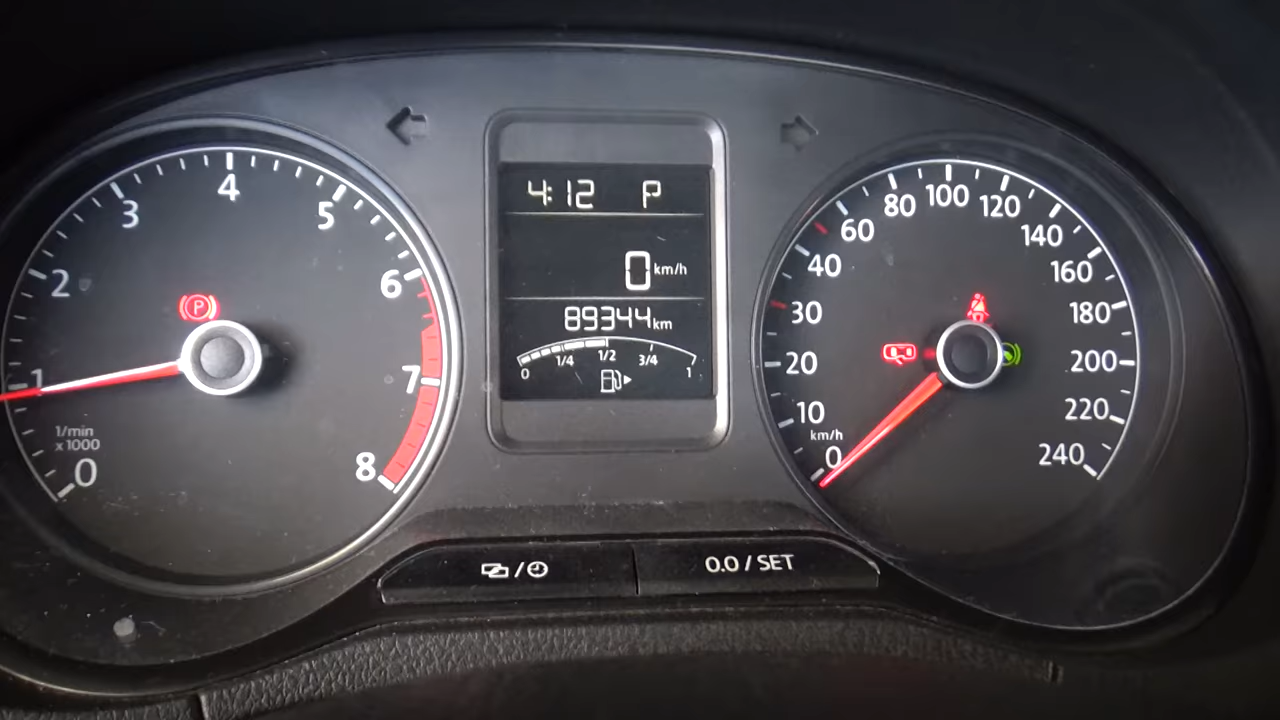 4:12 P
0 km/h
89344 km
0 1/4 1/2 3/4 1
0 1 2 3 4 5 6 7 8
1/min
x 1000
P
0 10 20 30 40 60 80 100 120 140 160 180 200 220 240
km/h
0.0 / SET